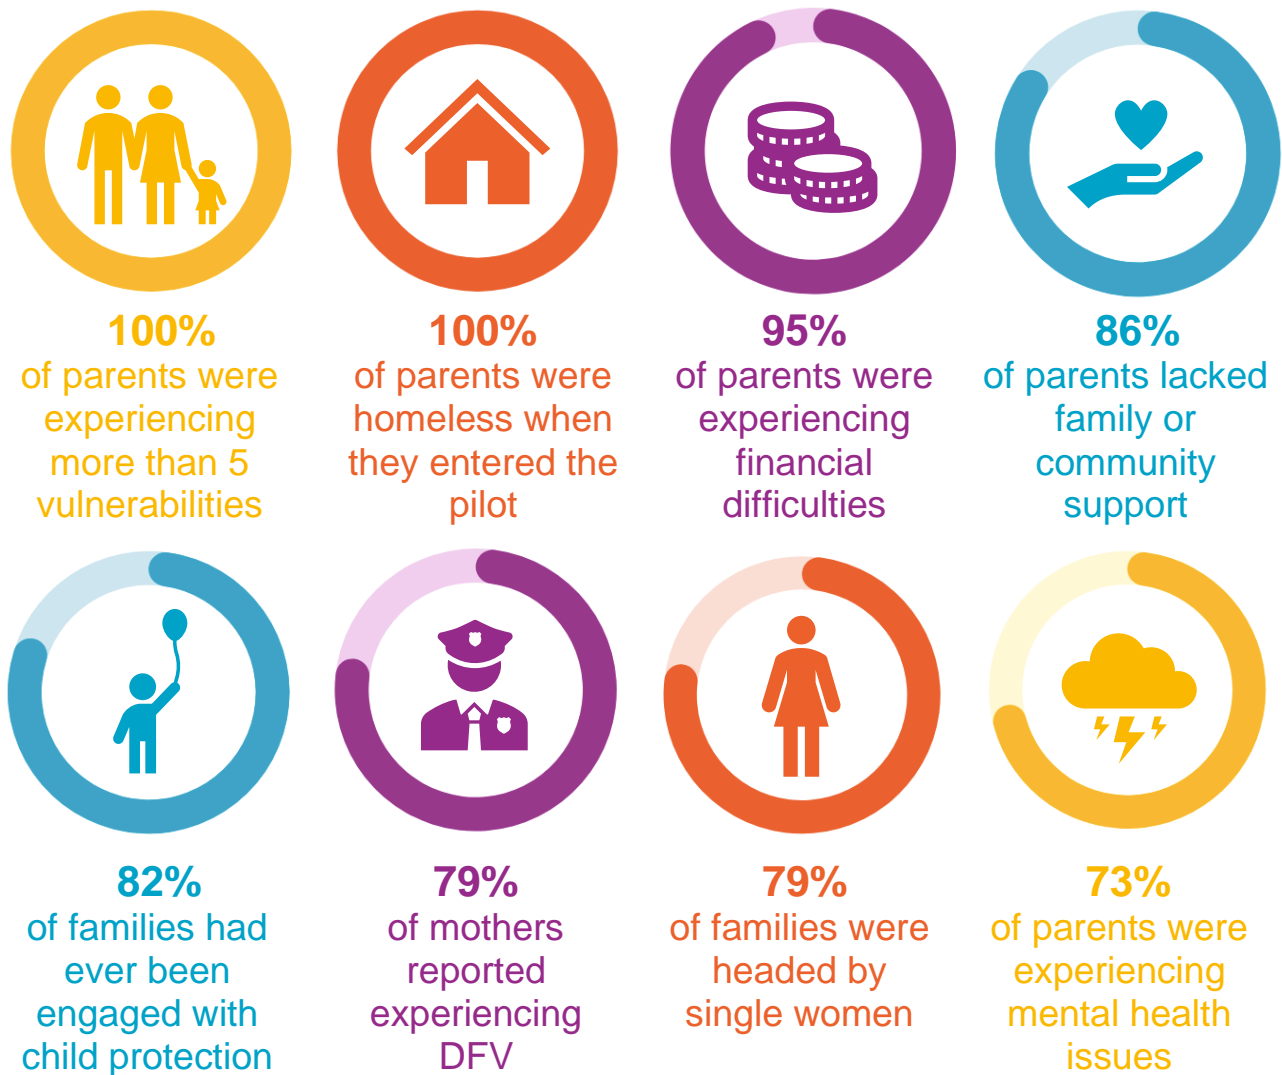 100%
of parents were
experiencing
more than 5
vulnerabilities
100%
of parents were
homeless when
they entered the
pilot
95%
of parents were
experiencing
financial
difficulties
86%
of parents lacked
family or
community
support
82%
of families had
ever been
engaged with
child protection
79%
of mothers
reported
experiencing
DFV
79%
of families were
headed by
single women
73%
of parents were
experiencing
mental health
issues